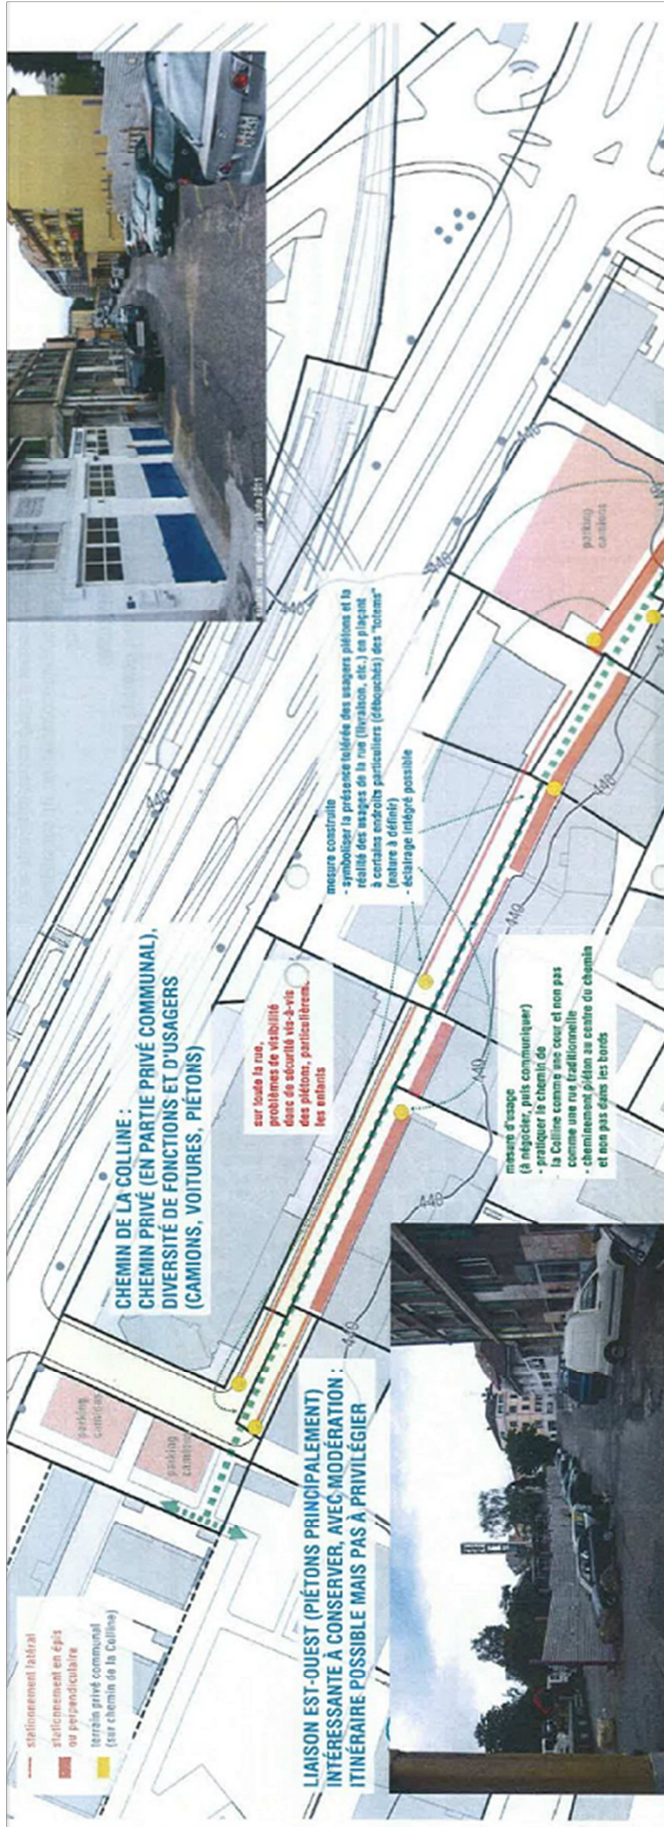 stationnement latéral
stationnement en épis
ou perpendiculaire
terrain privé communal
(sur chemin de la Colline)
CHEMIN DE LA COLLINE :
CHEMIN PRIVÉ (EN PARTIE PRIVÉ COMMUNAL),
DIVERSITÉ DE FONCTIONS ET D'USAGERS
(CAMIONS, VOITURES, PIÉTONS)
LIAISON EST-OUEST (PIÉTONS PRINCIPALEMENT)
INTÉRESSANTE À CONSERVER, AVEC MODÉRATION :
ITINÉRAIRE POSSIBLE MAIS PAS À PRIVILÉGIER
sur toute la rue,
problèmes de visibilité
donc de sécurité vis-à-vis
des piétons, particulièrem.
les enfants
mesure construite
- symboliser la présence tolérée des usagers piétons et la
réalité des usages de la rue (livraison, etc.) en plaçant
à certains endroits particuliers (débouchés) des "totems"
(nature à définir)
- éclairage intégré possible
mesure d'usage
(à négocier, puis communiquer)
- pratiquer le chemin de
la Colline comme une cour et non pas
comme une rue traditionnelle
- cheminement piéton au centre du chemin
et non pas dans les bords
parking
camions
parking
camions
parking
camions
440
440
440
440
440
440
440
440
440